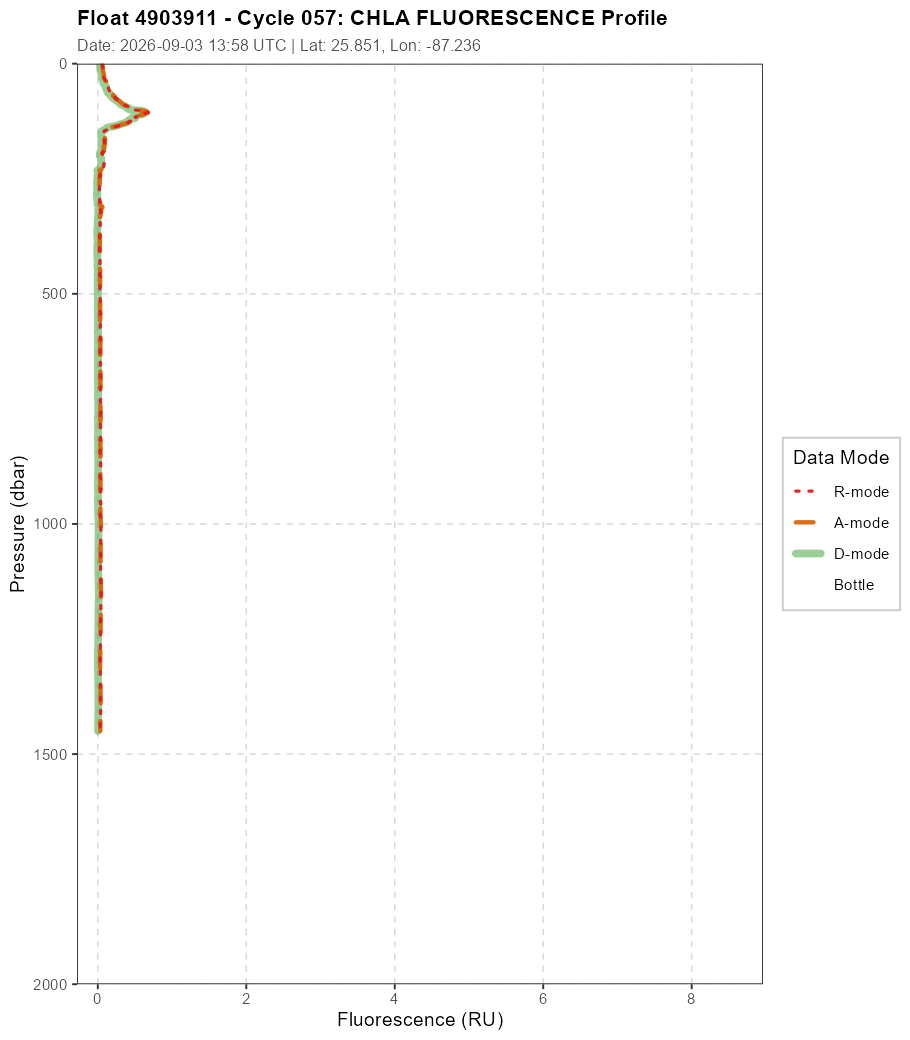 Float 4903911 - Cycle 057: CHLA FLUORESCENCE Profile
Date: 2026-09-03 13:58 UTC | Lat: 25.851, Lon: -87.236
0
500
1000
1500
2000
Pressure (dbar)
0 2 4 6 8
Fluorescence (RU)
Data Mode
R-mode
A-mode
D-mode
Bottle